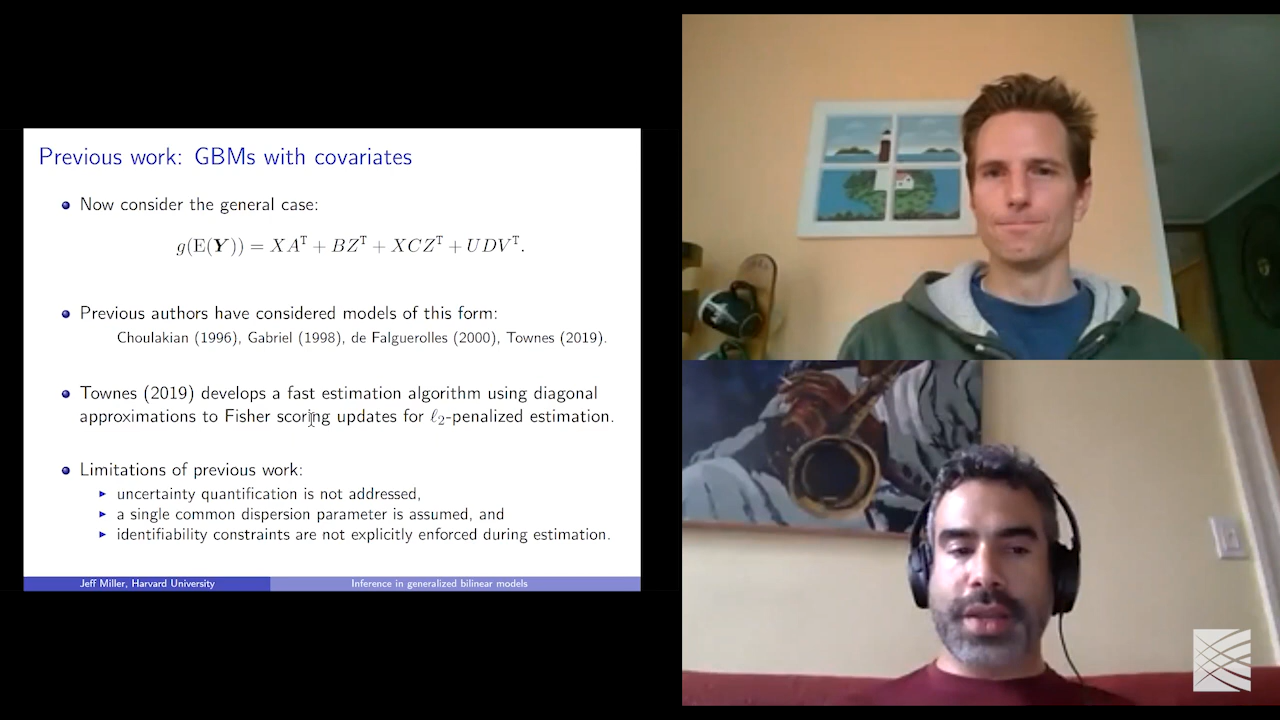 Previous work: GBMs with covariates
Now consider the general case:
g(E(Y)) = XAᵀ + BZᵀ + XCZᵀ + UDVᵀ.
Previous authors have considered models of this form:
Choulakian (1996), Gabriel (1998), de Falguerolles (2000), Townes (2019).
Townes (2019) develops a fast estimation algorithm using diagonal
approximations to Fisher scoring updates for ℓ₂-penalized estimation.
Limitations of previous work:
uncertainty quantification is not addressed,
a single common dispersion parameter is assumed, and
identifiability constraints are not explicitly enforced during estimation.
Jeff Miller, Harvard University
Inference in generalized bilinear models